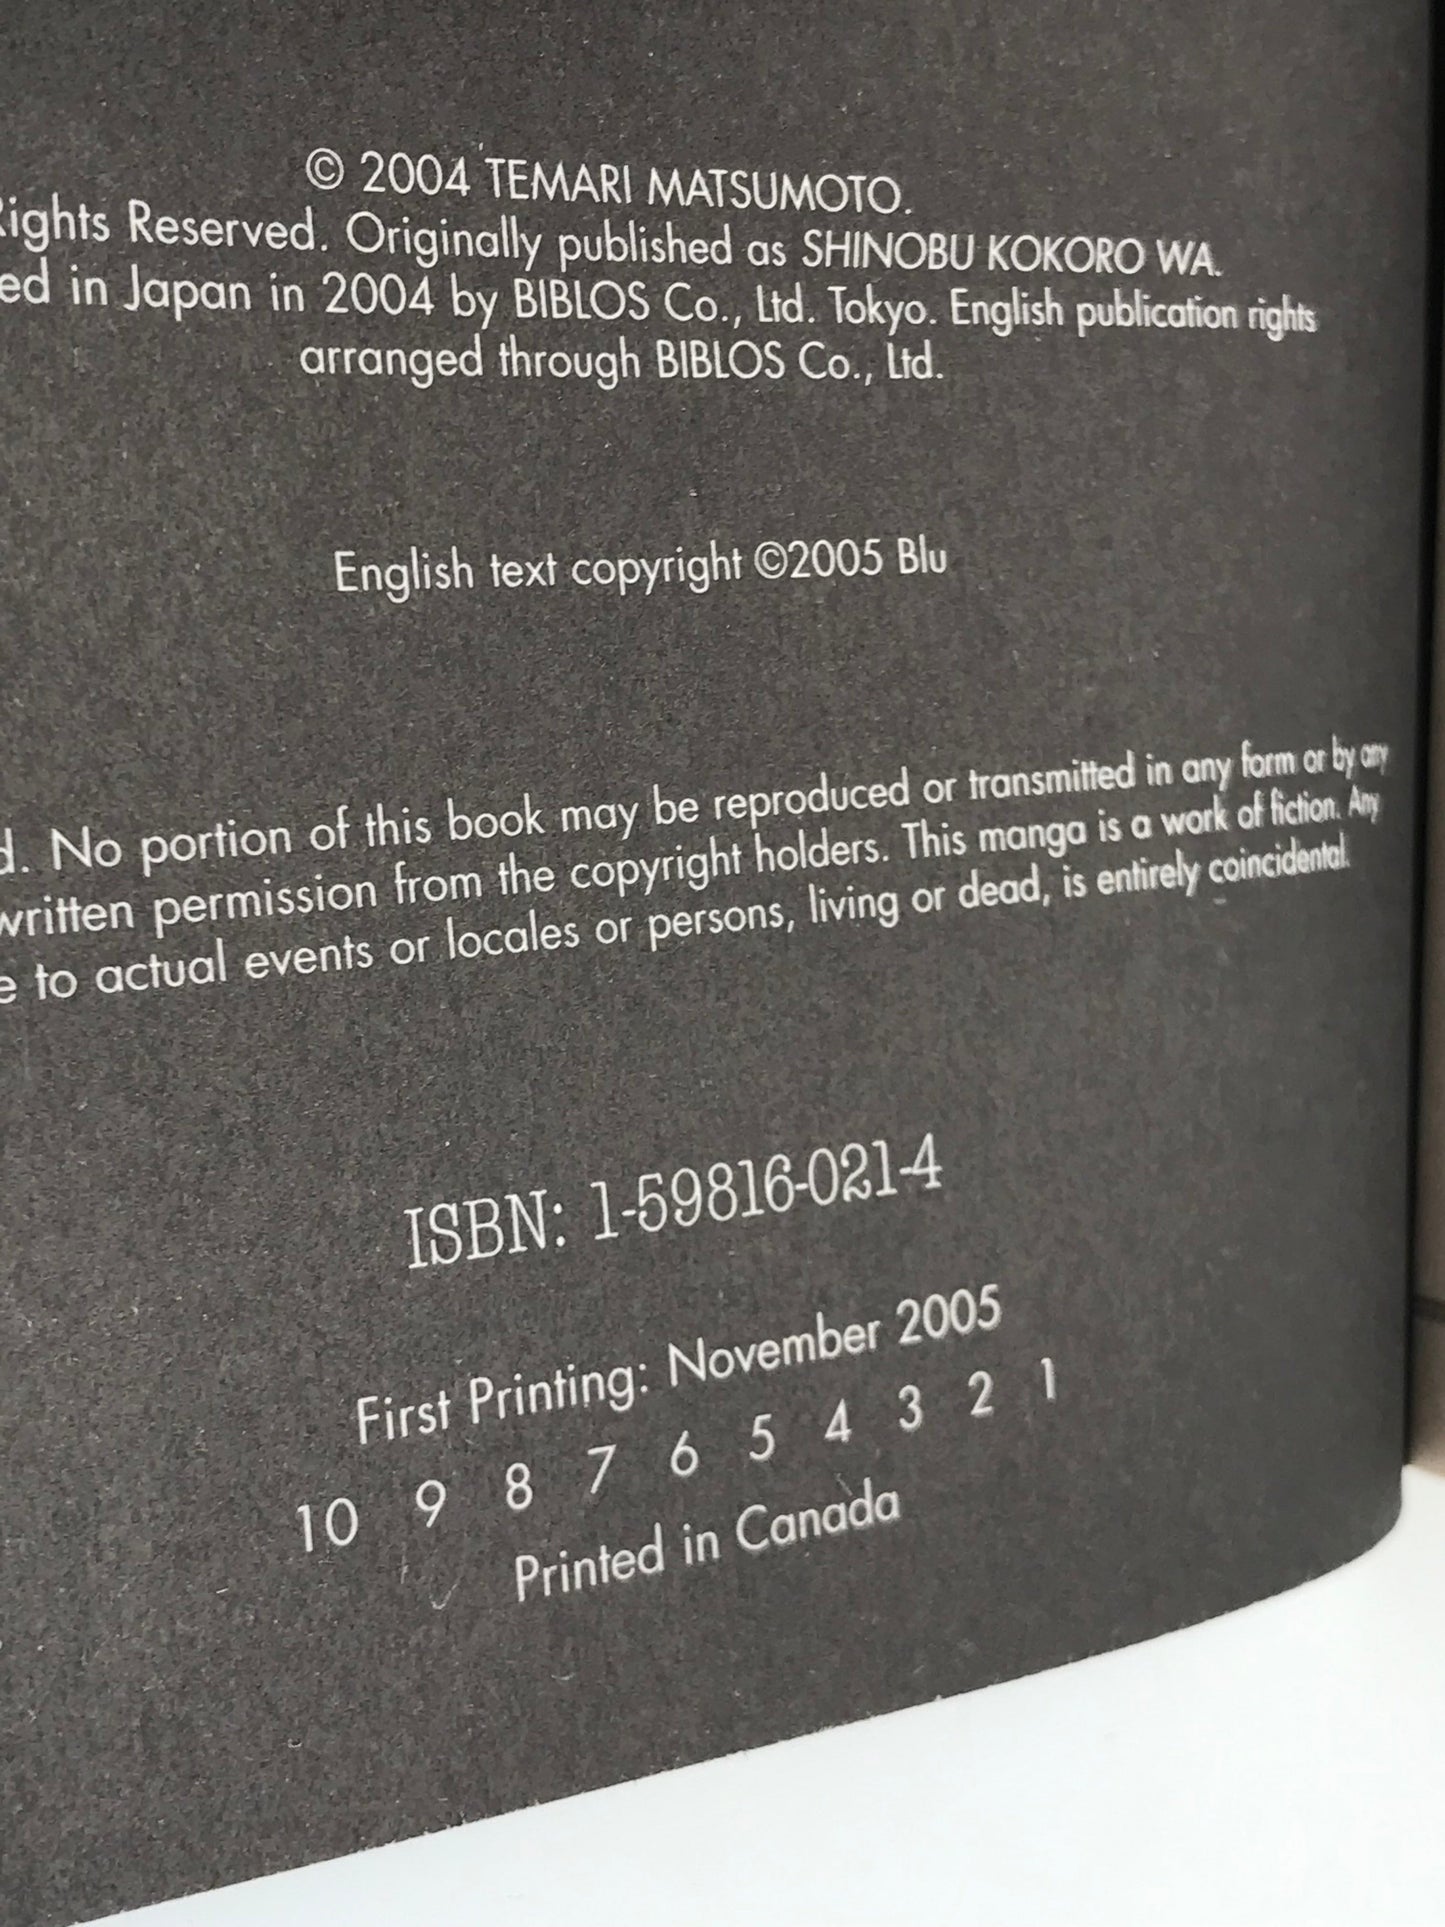 © 2004 TEMARI MATSUMOTO.
Rights Reserved. Originally published as SHINOBU KOKORO WA.
ed in Japan in 2004 by BIBLOS Co., Ltd. Tokyo. English publication rights
arranged through BIBLOS Co., Ltd.
English text copyright ©2005 Blu
d. No portion of this book may be reproduced or transmitted in any form or by any
written permission from the copyright holders. This manga is a work of fiction. Any
e to actual events or locales or persons, living or dead, is entirely coincidental.
ISBN: 1-59816-021-4
First Printing: November 2005
10 9 8 7 6 5 4 3 2 1
Printed in Canada